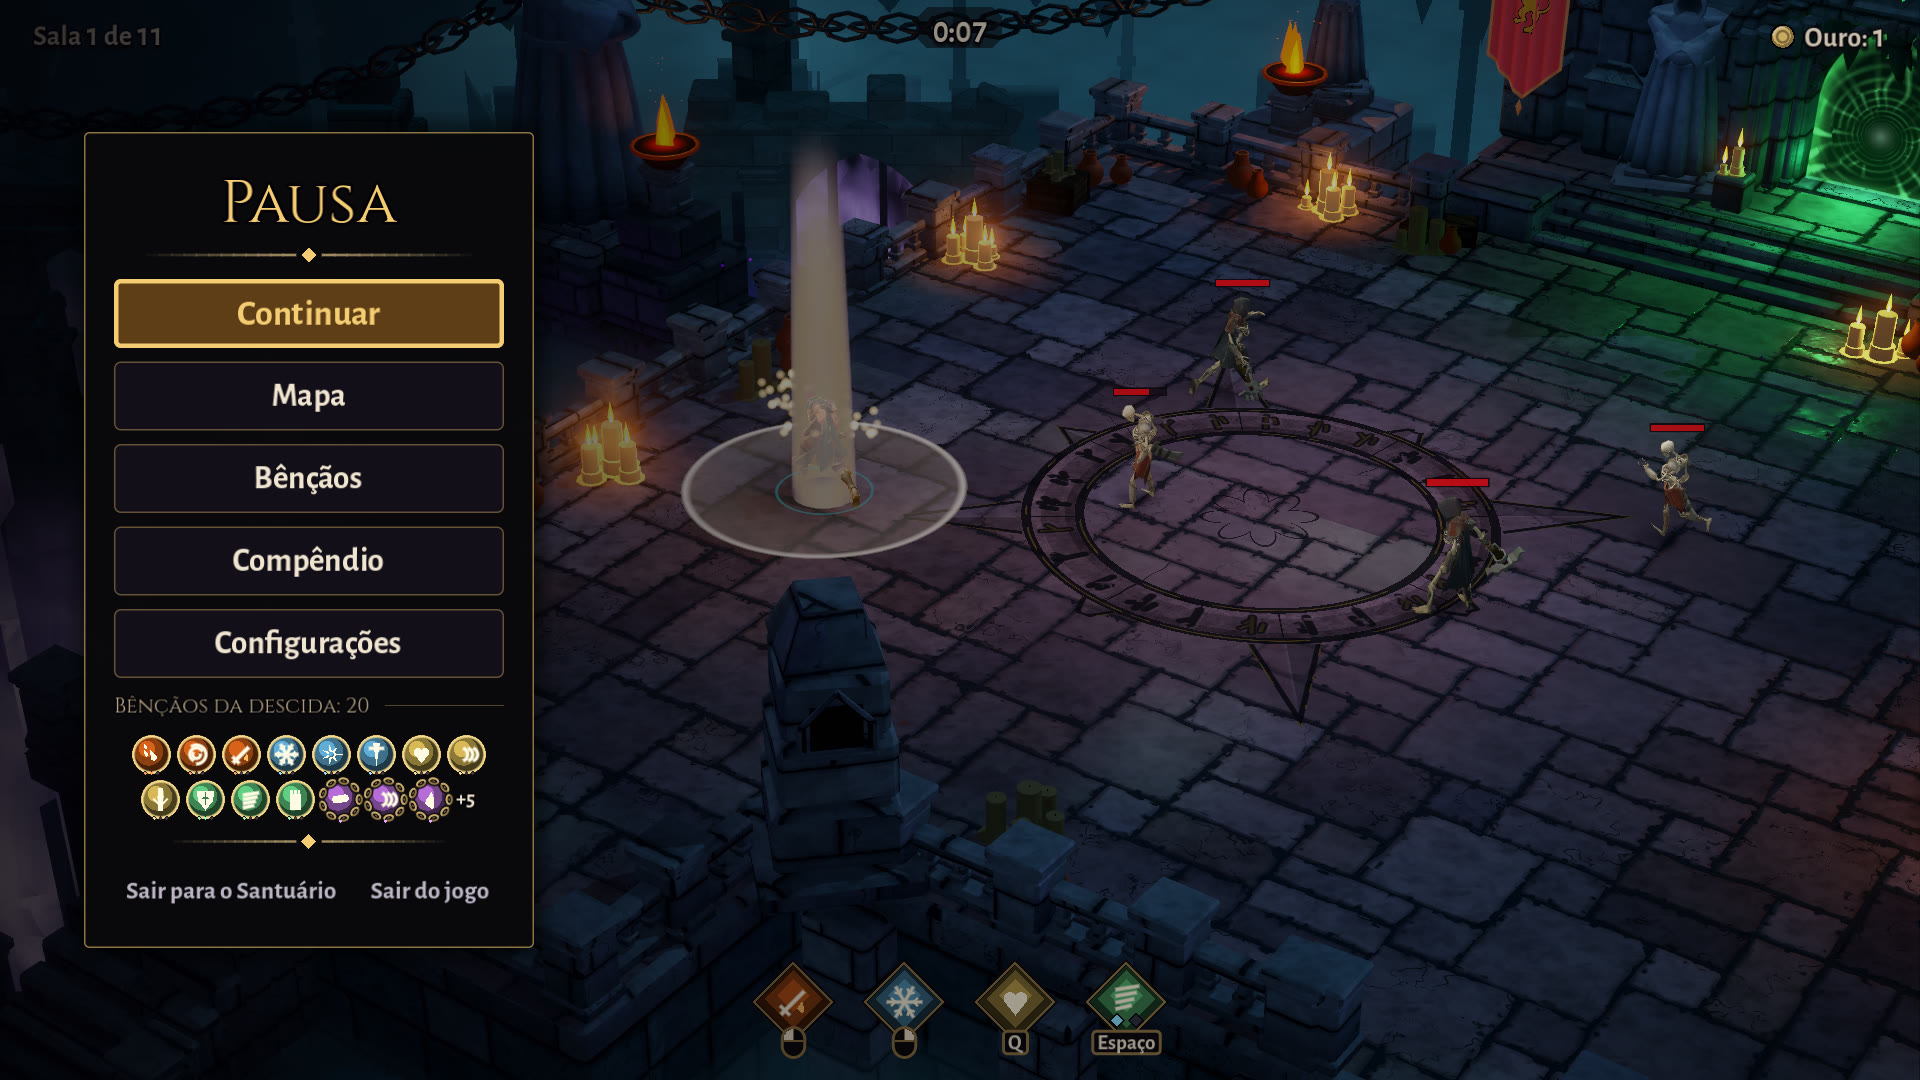 Sala 1 de 11
0:07
Ouro: 1
Pausa
Continuar
Mapa
Bênçãos
Compêndio
Configurações
Bênçãos da descida: 20
+5
Sair para o Santuário
Sair do jogo
Q
Espaço